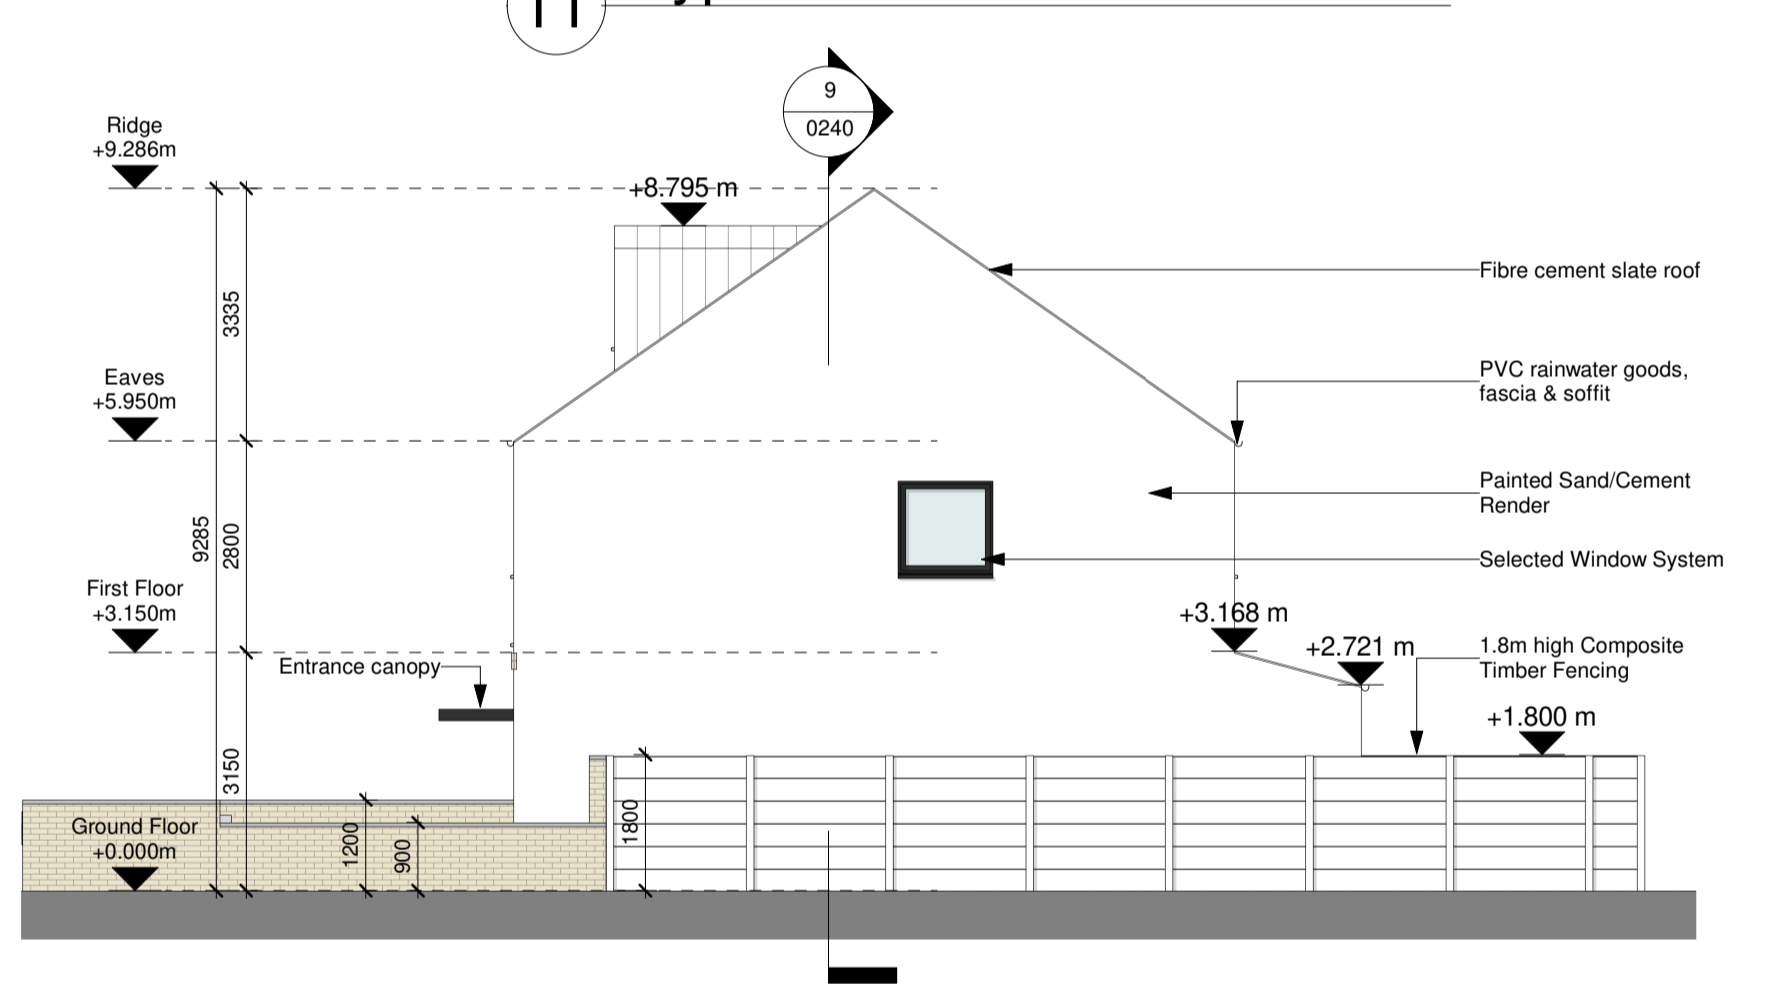 9
0240
Ridge
+9.286m
+8.795 m
Fibre cement slate roof
3335
PVC rainwater goods,
fascia & soffit
Eaves
+5.950m
Painted Sand/Cement
Render
9285
2800
Selected Window System
First Floor
+3.150m
+3.168 m
+2.721 m
1.8m high Composite
Timber Fencing
Entrance canopy
+1.800 m
3150
Ground Floor
+0.000m
1200
900
1800